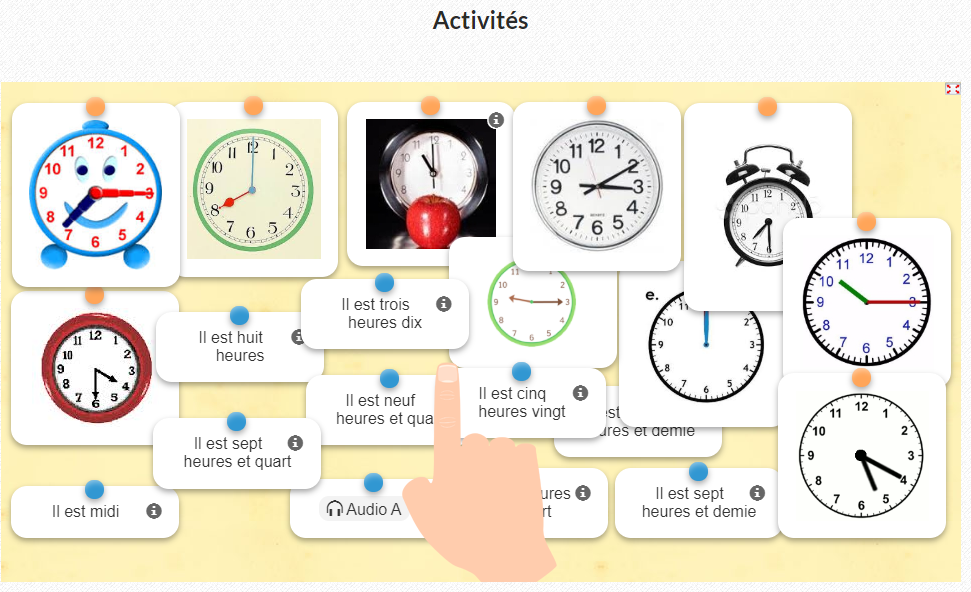 Activités
e.
Il est trois
heures dix
Il est huit
heures
Il est neuf
heures et qua
Il est cinq
heures vingt
est
ures et demie
Il est sept
heures et quart
Il est midi
Audio A
ures
rt
Il est sept
heures et demie